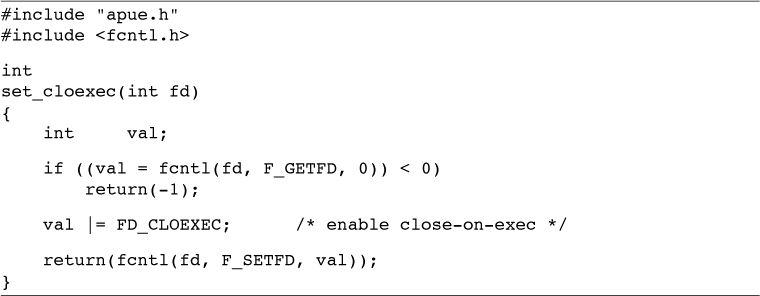 #include "apue.h"
#include <fcntl.h>
int
set_cloexec(int fd)
{
    int     val;
    if ((val = fcntl(fd, F_GETFD, 0)) < 0)
        return(-1);
    val |= FD_CLOEXEC;      /* enable close-on-exec */
    return(fcntl(fd, F_SETFD, val));
}